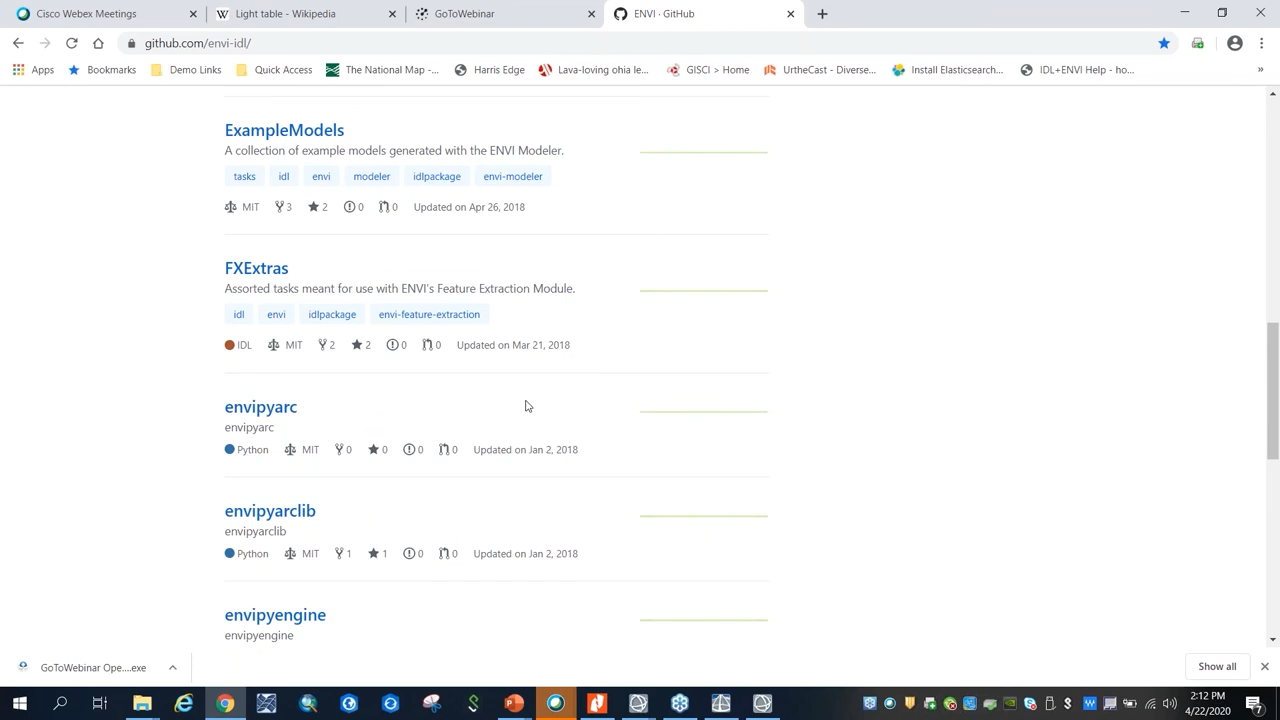 Cisco Webex Meetings
Light table - Wikipedia
GoToWebinar
ENVI · GitHub
github.com/envi-idl/
Apps
Bookmarks
Demo Links
Quick Access
The National Map -...
Harris Edge
Lava-loving ohia le...
GISCI > Home
UrtheCast - Diverse...
Install Elasticsearch...
IDL+ENVI Help - ho...
»
ExampleModels
A collection of example models generated with the ENVI Modeler.
tasks idl envi modeler idlpackage envi-modeler
MIT 3 2 0 0 Updated on Apr 26, 2018
FXExtras
Assorted tasks meant for use with ENVI's Feature Extraction Module.
idl envi idlpackage envi-feature-extraction
IDL MIT 2 2 0 0 Updated on Mar 21, 2018
envipyarc
envipyarc
Python MIT 0 0 0 0 Updated on Jan 2, 2018
envipyarclib
envipyarclib
Python MIT 1 1 0 0 Updated on Jan 2, 2018
envipyengine
envipyengine
GoToWebinar Ope....exe
Show all
2:12 PM
4/22/2020
7